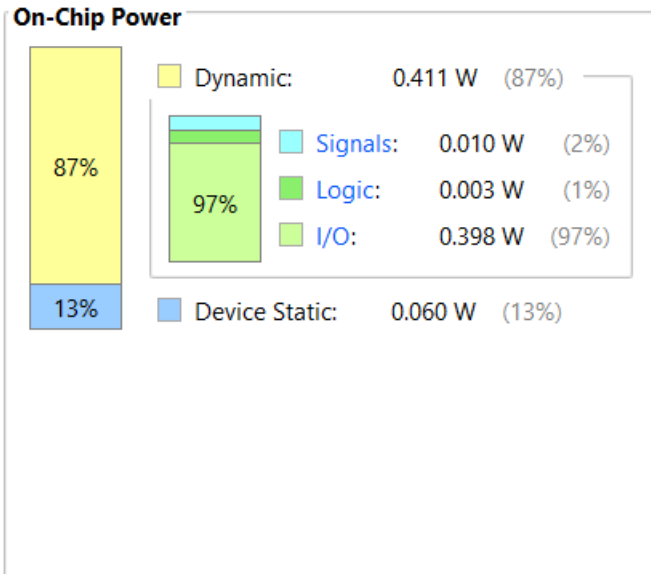 On-Chip Power
Dynamic: 0.411 W (87%)
87%
Signals: 0.010 W (2%)
Logic: 0.003 W (1%)
97%
I/O: 0.398 W (97%)
13%
Device Static: 0.060 W (13%)